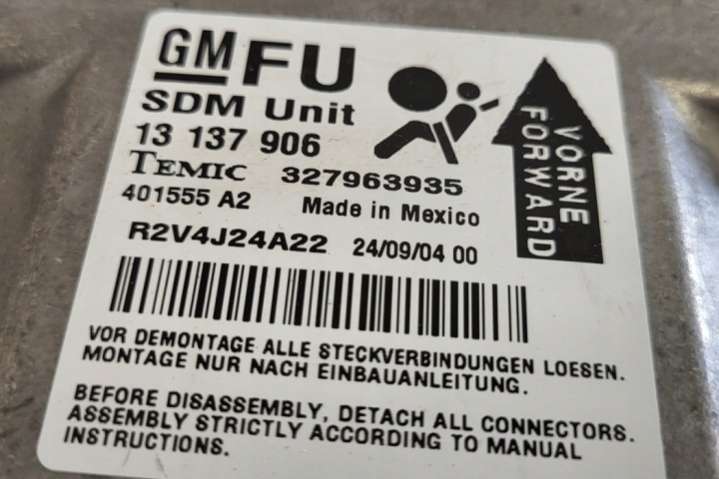 GM FU
SDM Unit
13 137 906
TEMIC 327963935
401555 A2 Made in Mexico
R2V4J24A22 24/09/04 00
VORNE
FORWARD
VOR DEMONTAGE ALLE STECKVERBINDUNGEN LOESEN.
MONTAGE NUR NACH EINBAUANLEITUNG.
BEFORE DISASSEMBLY, DETACH ALL CONNECTORS.
ASSEMBLY STRICTLY ACCORDING TO MANUAL
INSTRUCTIONS.